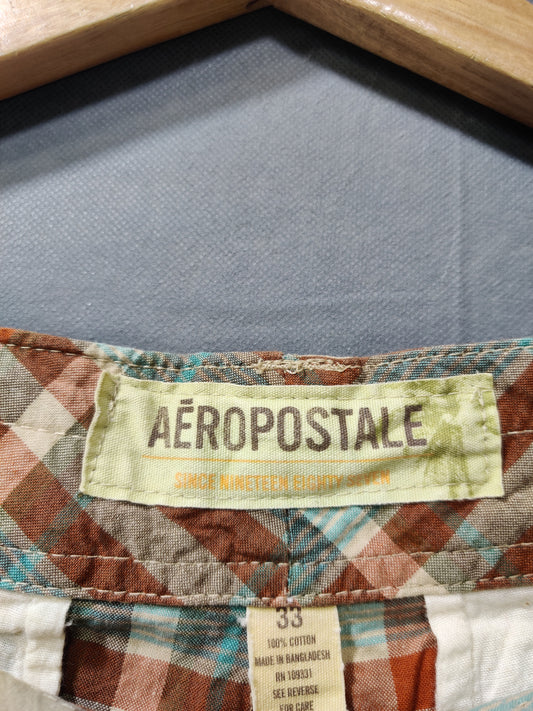 AÉROPOSTALE
SINCE NINETEEN EIGHTY SEVEN
33
100% COTTON
MADE IN BANGLADESH
RN 109331
SEE REVERSE
FOR CARE